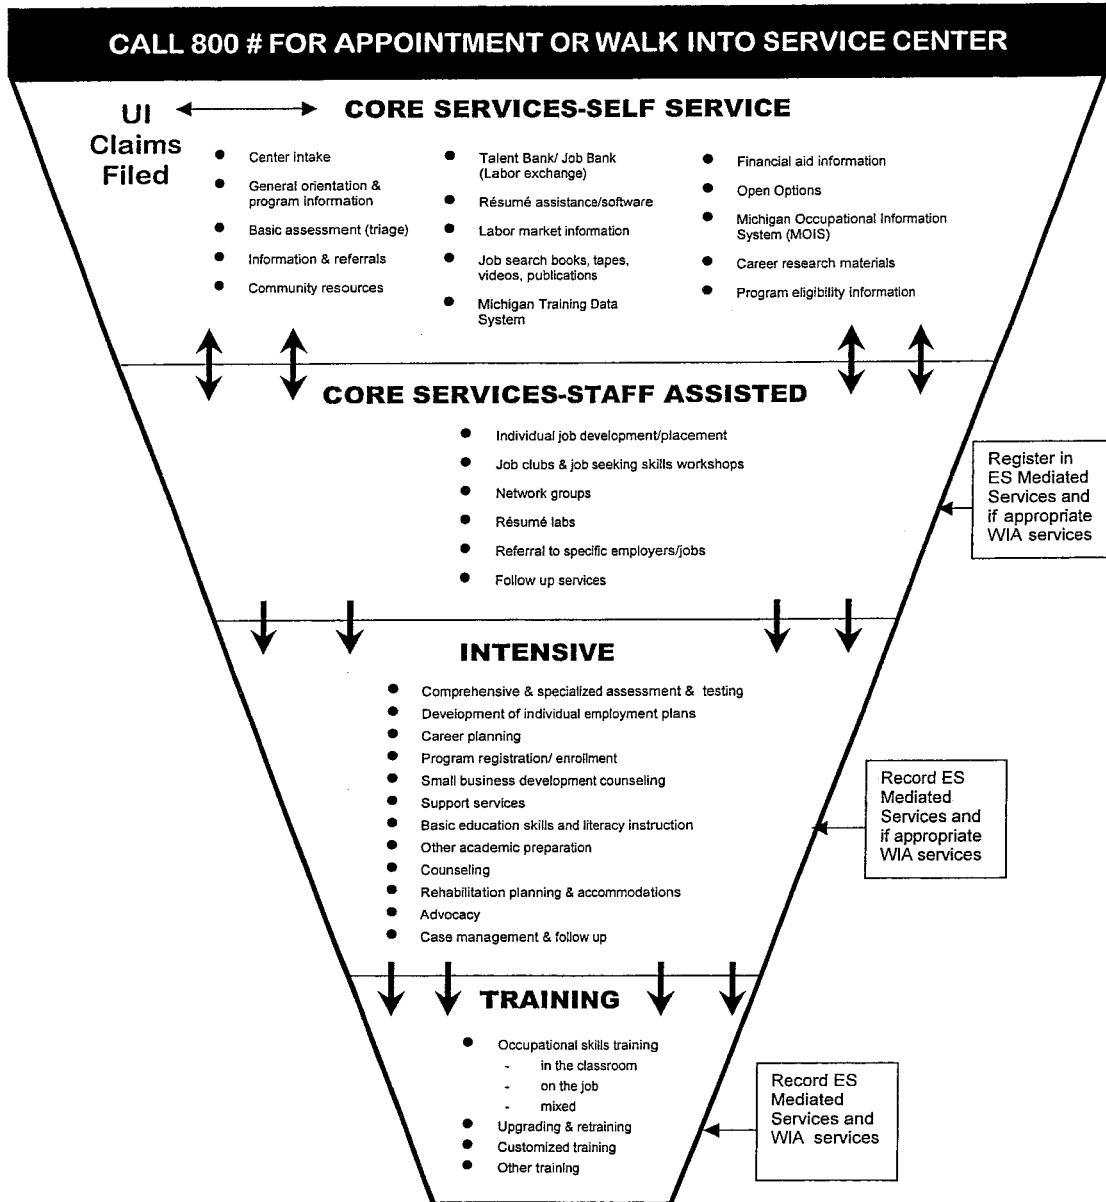 CALL 800 # FOR APPOINTMENT OR WALK INTO SERVICE CENTER
UI
Claims
Filed
CORE SERVICES-SELF SERVICE
Center intake
General orientation &
program information
Basic assessment (triage)
Information & referrals
Community resources
Talent Bank/ Job Bank
(Labor exchange)
Résumé assistance/software
Labor market information
Job search books, tapes,
videos, publications
Michigan Training Data
System
Financial aid information
Open Options
Michigan Occupational Information
System (MOIS)
Career research materials
Program eligibility information
CORE SERVICES-STAFF ASSISTED
Individual job development/placement
Job clubs & job seeking skills workshops
Network groups
Résumé labs
Referral to specific employers/jobs
Follow up services
Register in
ES Mediated
Services and
if appropriate
WIA services
INTENSIVE
Comprehensive & specialized assessment & testing
Development of individual employment plans
Career planning
Program registration/ enrollment
Small business development counseling
Support services
Basic education skills and literacy instruction
Other academic preparation
Counseling
Rehabilitation planning & accommodations
Advocacy
Case management & follow up
Record ES
Mediated
Services and
if appropriate
WIA services
TRAINING
Occupational skills training
- in the classroom
- on the job
- mixed
Upgrading & retraining
Customized training
Other training
Record ES
Mediated
Services and
WIA services